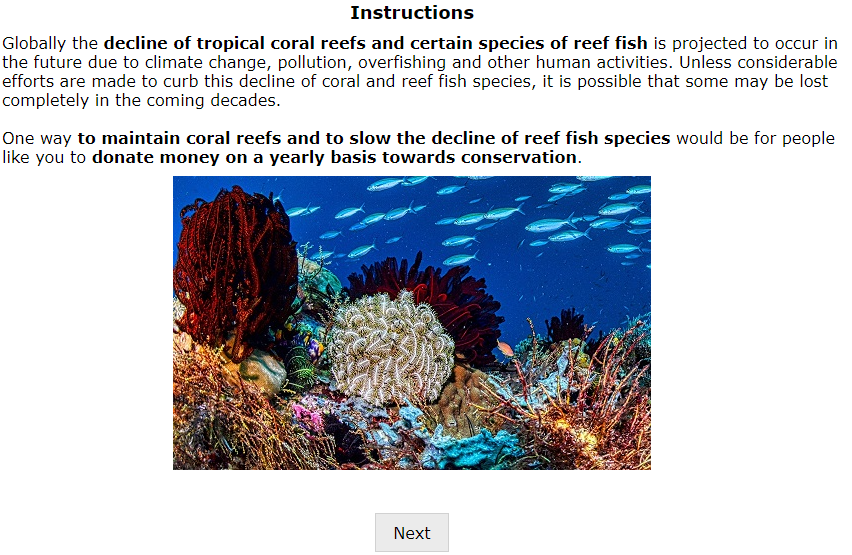 Instructions
Globally the decline of tropical coral reefs and certain species of reef fish is projected to occur in
the future due to climate change, pollution, overfishing and other human activities. Unless considerable
efforts are made to curb this decline of coral and reef fish species, it is possible that some may be lost
completely in the coming decades.
One way to maintain coral reefs and to slow the decline of reef fish species would be for people
like you to donate money on a yearly basis towards conservation.
Next